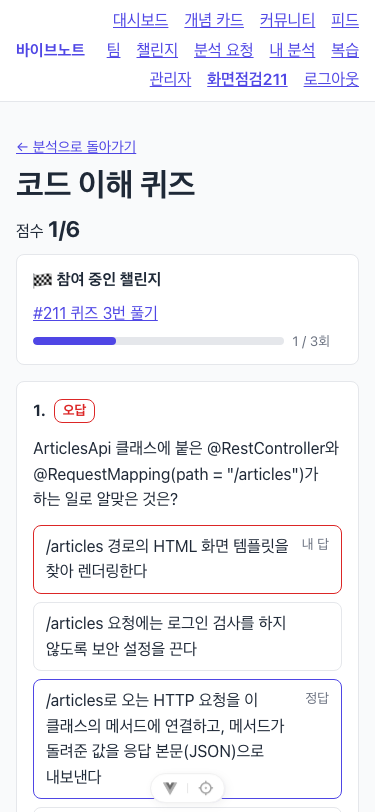 대시보드 개념 카드 커뮤니티 피드
바이브노트 팀 챌린지 분석 요청 내 분석 복습
관리자 화면점검211 로그아웃
← 분석으로 돌아가기
코드 이해 퀴즈
점수 1/6
🏁 참여 중인 챌린지
#211 퀴즈 3번 풀기
1 / 3회
1. 오답
ArticlesApi 클래스에 붙은 @RestController와
@RequestMapping(path = "/articles")가
하는 일로 알맞은 것은?
/articles 경로의 HTML 화면 템플릿을 내 답
찾아 렌더링한다
/articles 요청에는 로그인 검사를 하지
않도록 보안 설정을 끈다
/articles로 오는 HTTP 요청을 이 정답
클래스의 메서드에 연결하고, 메서드가
돌려준 값을 응답 본문(JSON)으로
내보낸다